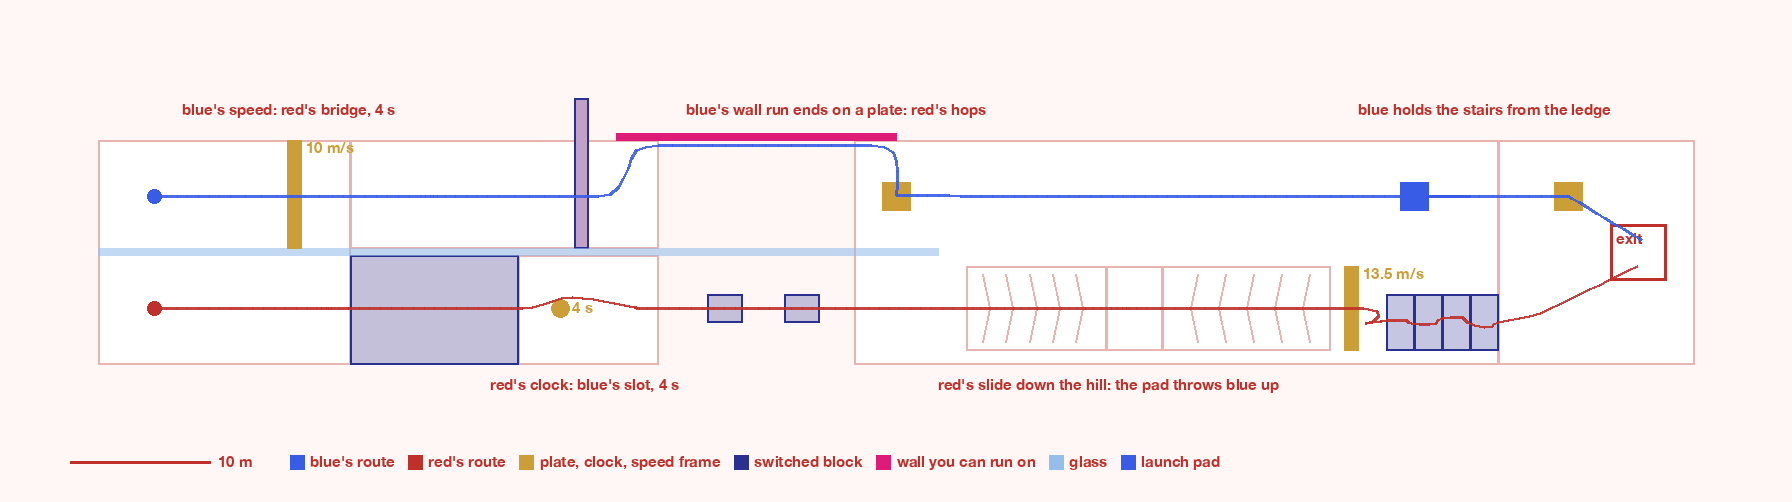 blue's speed: red's bridge, 4 s
blue's wall run ends on a plate: red's hops
blue holds the stairs from the ledge
10 m/s
exit
13.5 m/s
4 s
red's clock: blue's slot, 4 s
red's slide down the hill: the pad throws blue up
10 m
blue's route
red's route
plate, clock, speed frame
switched block
wall you can run on
glass
launch pad